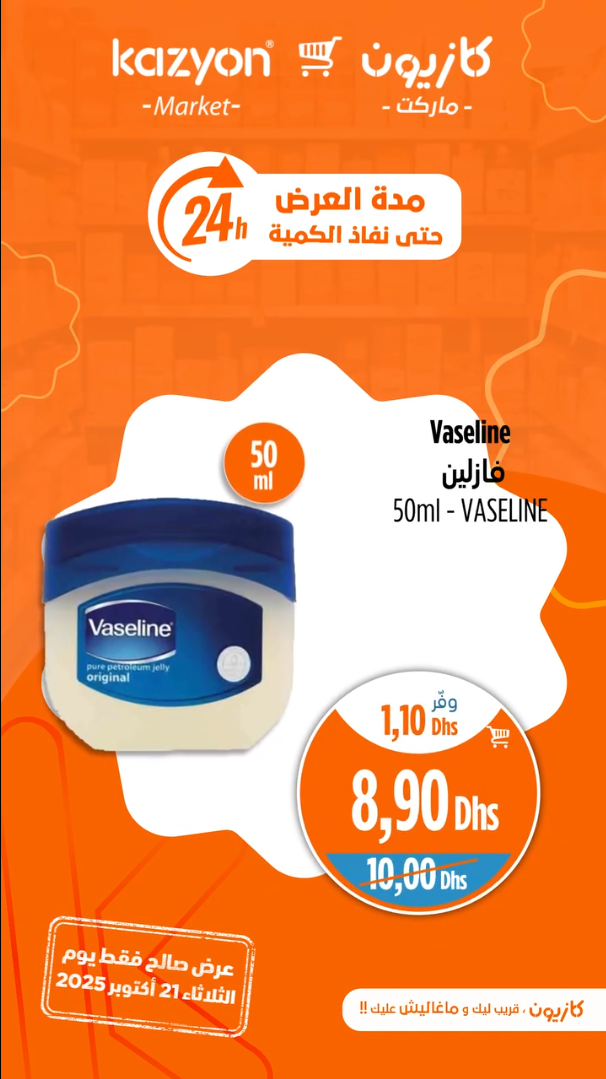 kazyon® كازيون
-Market- - ماركت -
24h
مدة العرض
حتى نفاذ الكمية
Vaseline
فازلين
50ml - VASELINE
50
ml
Vaseline
pure petroleum jelly
original
وفّر
1,10 Dhs
8,90 Dhs
10,00 Dhs
عرض صالح فقط يوم
الثلاثاء 21 أكتوبر 2025
كازيون ، قريب ليك و ماغاليش عليك !!